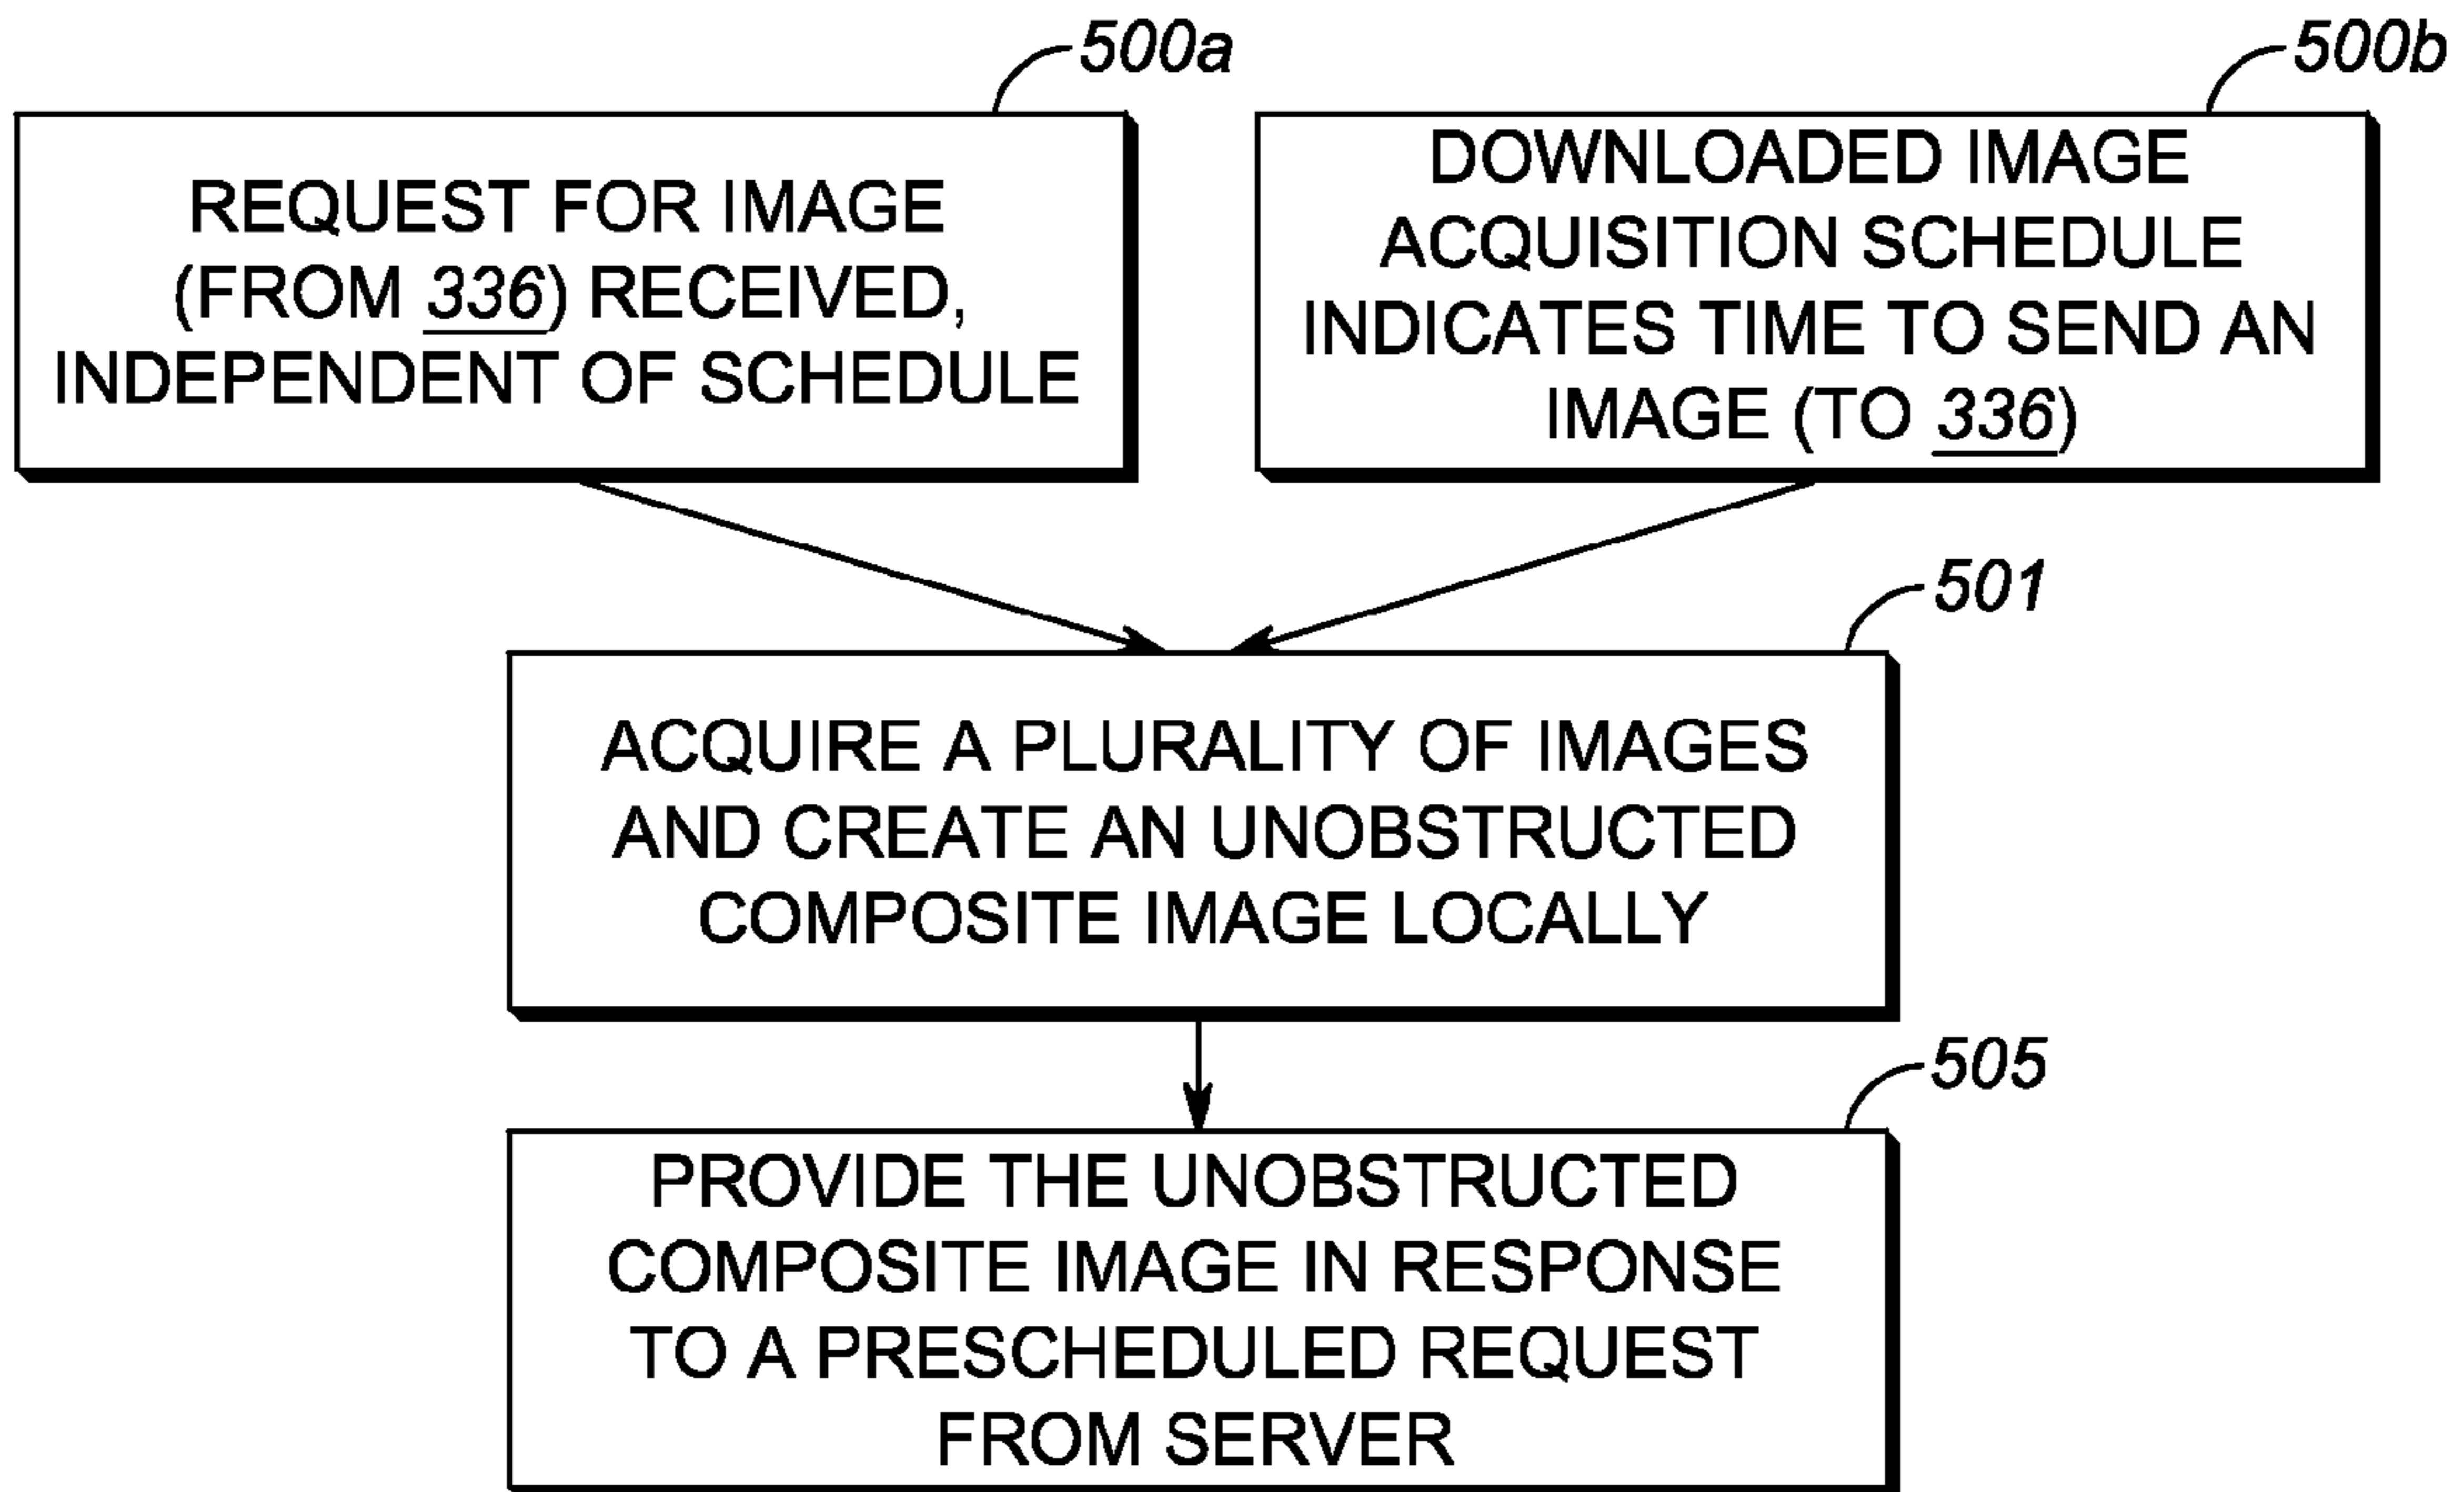 500a
REQUEST FOR IMAGE
(FROM 336) RECEIVED,
INDEPENDENT OF SCHEDULE
500b
DOWNLOADED IMAGE
ACQUISITION SCHEDULE
INDICATES TIME TO SEND AN
IMAGE (TO 336)
501
ACQUIRE A PLURALITY OF IMAGES
AND CREATE AN UNOBSTRUCTED
COMPOSITE IMAGE LOCALLY
505
PROVIDE THE UNOBSTRUCTED
COMPOSITE IMAGE IN RESPONSE
TO A PRESCHEDULED REQUEST
FROM SERVER